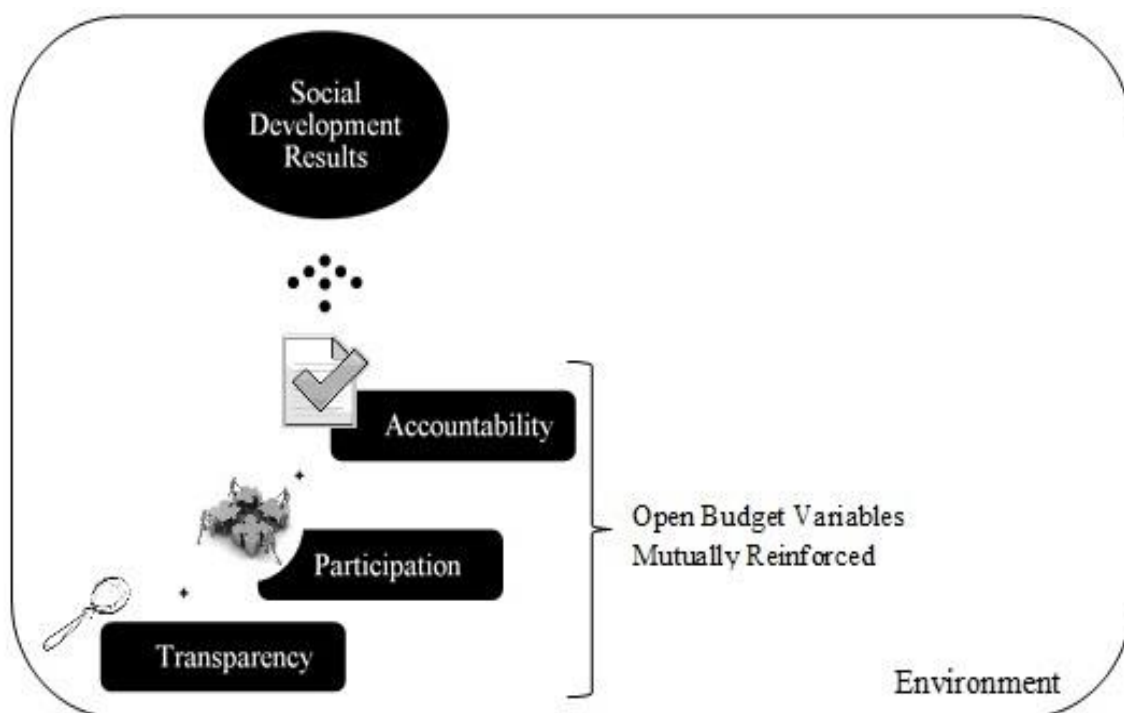 Social
Development
Results
Accountability
Participation
Transparency
Open Budget Variables
Mutually Reinforced
Environment